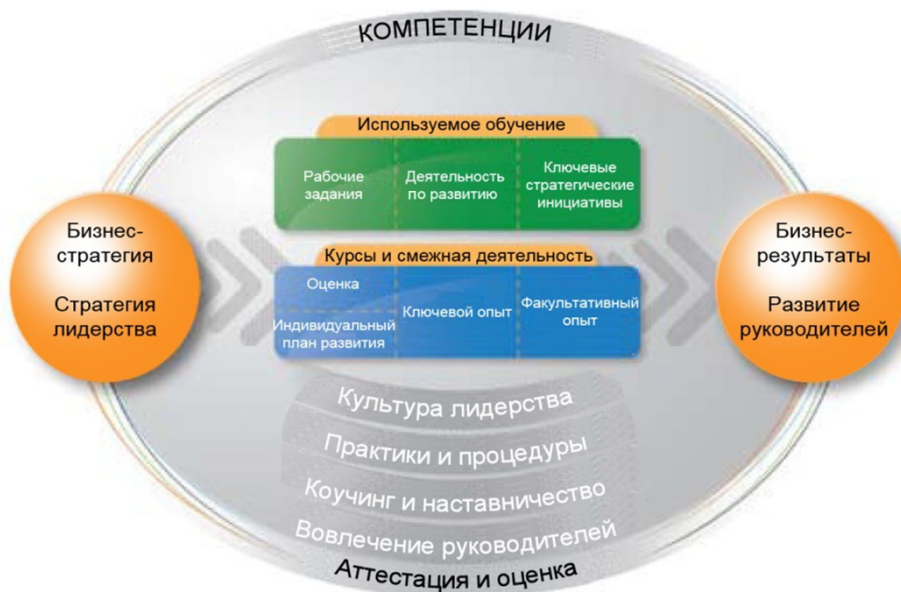 КОМПЕТЕНЦИИ
Используемое обучение
Рабочие
задания
Деятельность
по развитию
Ключевые
стратегические
инициативы
Бизнес-
стратегия
Стратегия
лидерства
Курсы и смежная деятельность
Оценка
Индивидуальный
план развития
Ключевой опыт
Факультативный
опыт
Бизнес-
результаты
Развитие
руководителей
Культура лидерства
Практики и процедуры
Коучинг и наставничество
Вовлечение руководителей
Аттестация и оценка